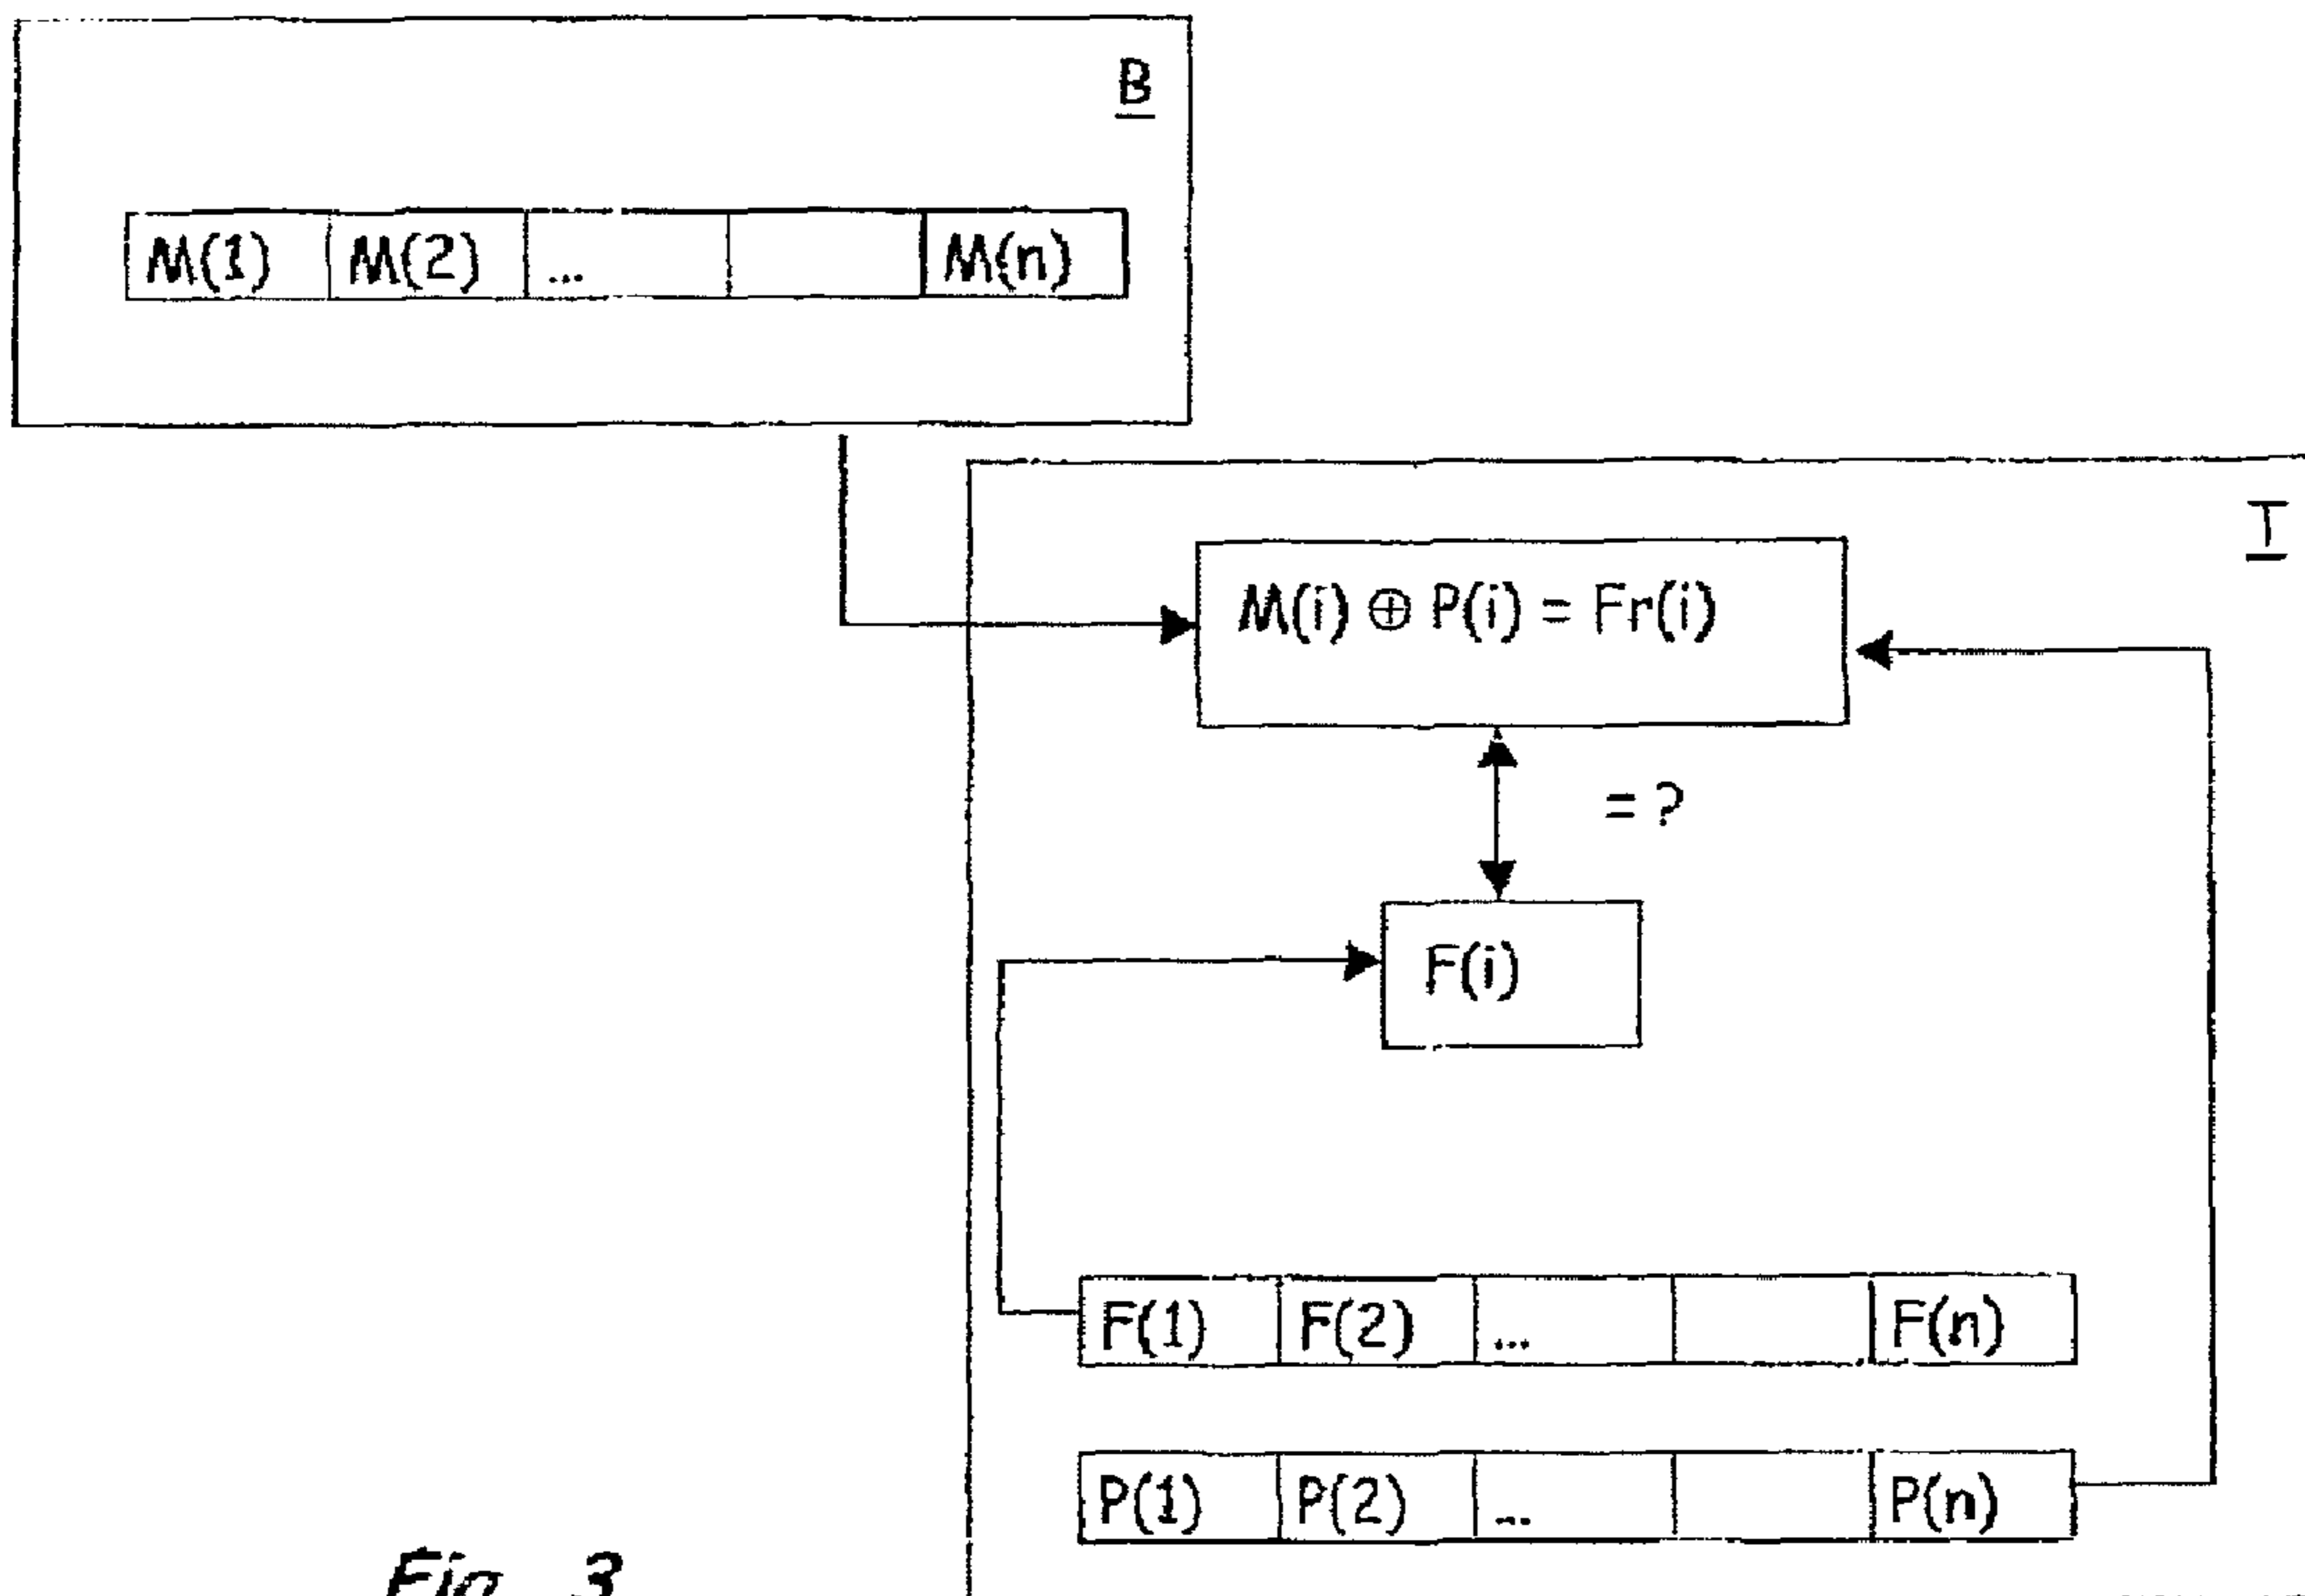 B
M(1) M(2) ... M(n)
T
M(i) ⊕ P(i) = Fr(i)
= ?
F(i)
F(1) F(2) ... F(n)
P(1) P(2) ... P(n)
Fig. 3